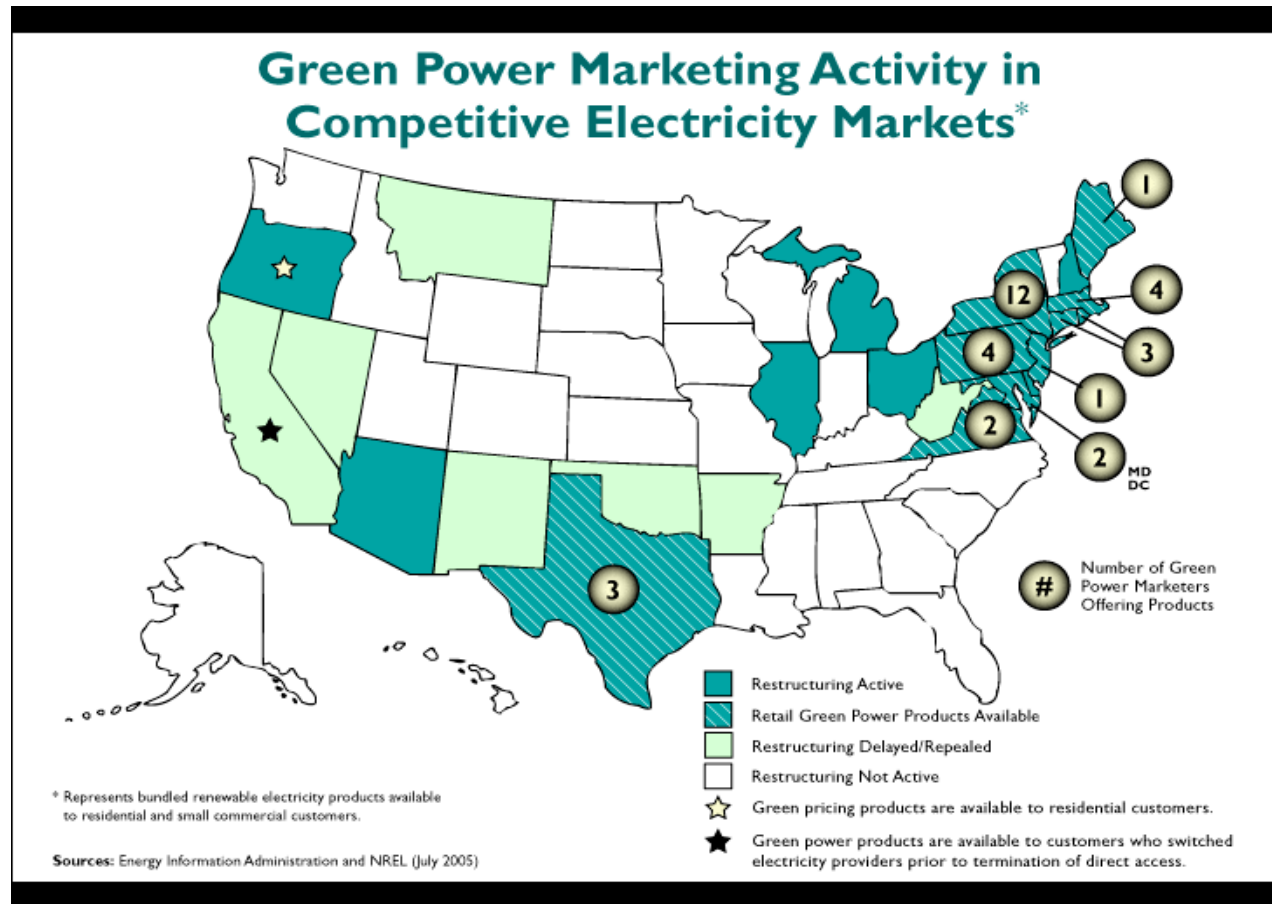 Green Power Marketing Activity in
Competitive Electricity Markets*
1
12
4
4
3
1
2
2
MD
DC
3
#
Number of Green
Power Marketers
Offering Products
Restructuring Active
Retail Green Power Products Available
Restructuring Delayed/Repealed
Restructuring Not Active
Green pricing products are available to residential customers.
Green power products are available to customers who switched
electricity providers prior to termination of direct access.
* Represents bundled renewable electricity products available
to residential and small commercial customers.
Sources: Energy Information Administration and NREL (July 2005)